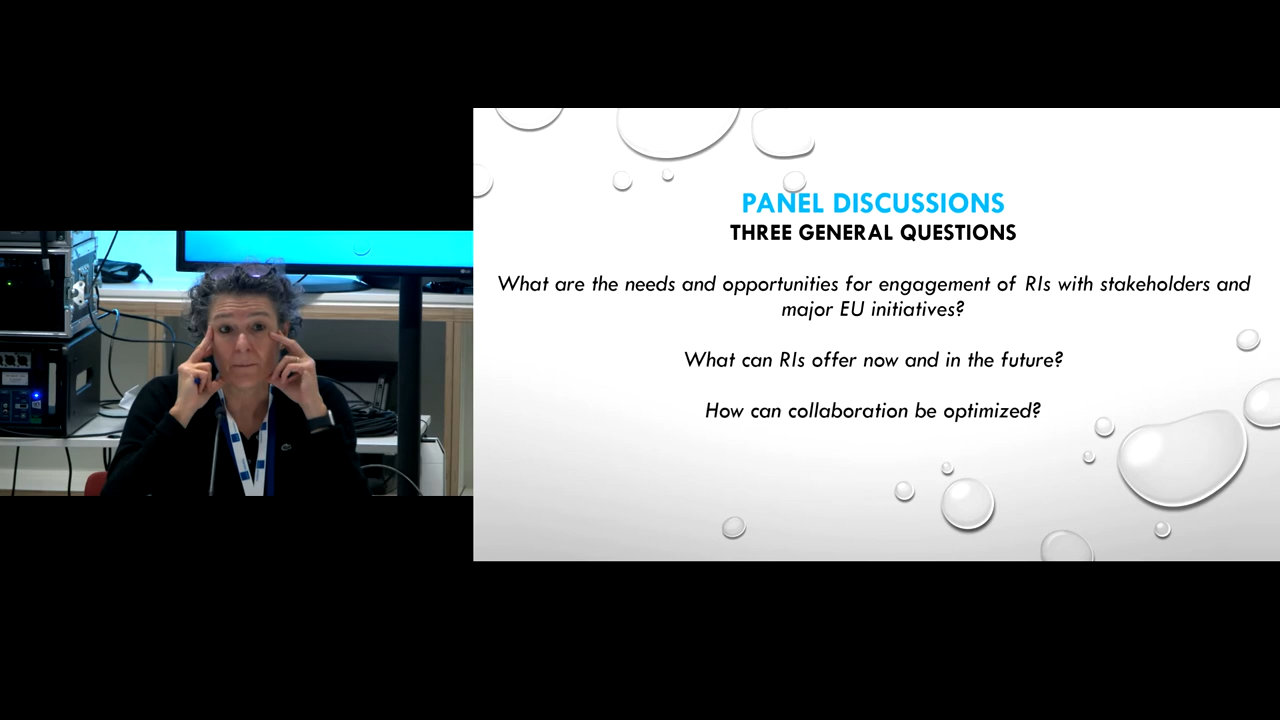 PANEL DISCUSSIONS
THREE GENERAL QUESTIONS
What are the needs and opportunities for engagement of RIs with stakeholders and
major EU initiatives?
What can RIs offer now and in the future?
How can collaboration be optimized?